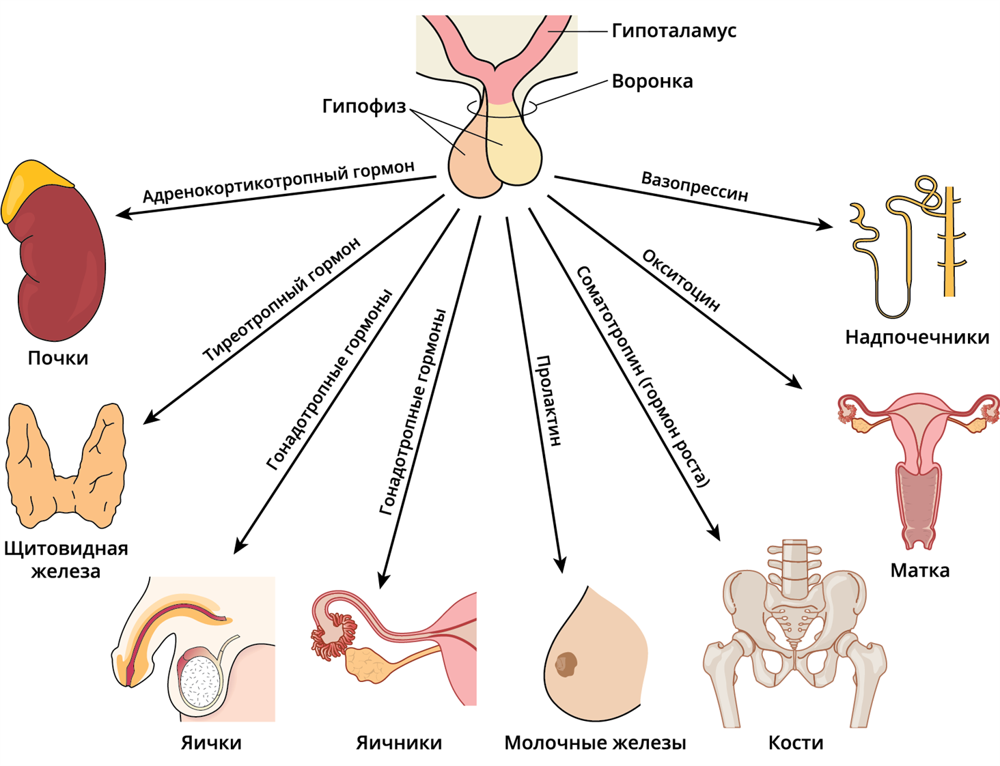 Гипоталамус
Воронка
Гипофиз
Адренокортикотропный гормон
Вазопрессин
Тиреотропный гормон
Гонадотропные гормоны
Гонадотропные гормоны
Пролактин
Соматотропин (гормон роста)
Окситоцин
Почки
Надпочечники
Щитовидная
железа
Матка
Яички
Яичники
Молочные железы
Кости